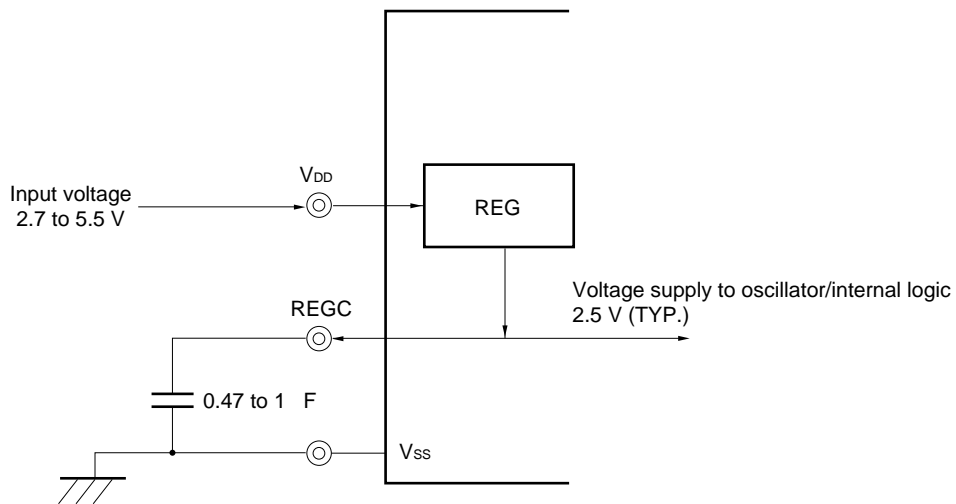 VDD
Input voltage
2.7 to 5.5 V
REG
Voltage supply to oscillator/internal logic
2.5 V (TYP.)
REGC
0.47 to 1   F
VSS